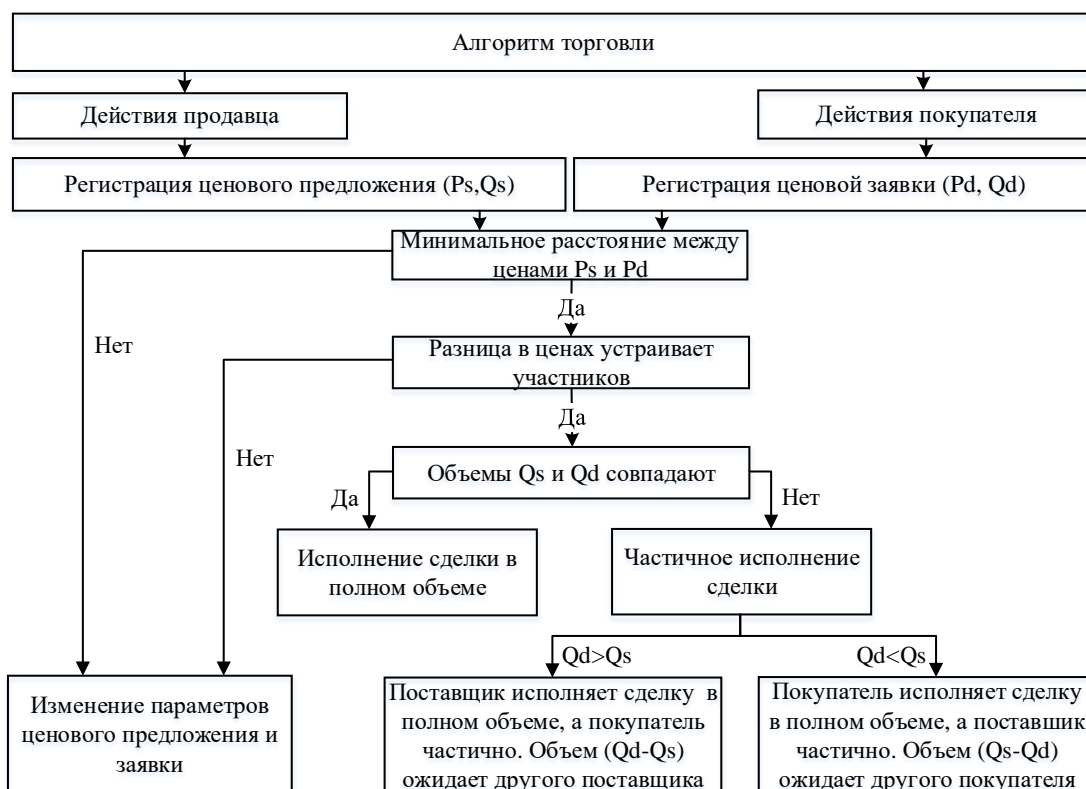 Алгоритм торговли
Действия продавца
Действия покупателя
Регистрация ценового предложения (Ps,Qs)
Регистрация ценовой заявки (Pd, Qd)
Минимальное расстояние между
ценами Ps и Pd
Да
Нет
Разница в ценах устраивает
участников
Да
Нет
Объемы Qs и Qd совпадают
Да
Нет
Исполнение сделки в
полном объеме
Частичное исполнение
сделки
Qd>Qs
Qd<Qs
Изменение параметров
ценового предложения и
заявки
Поставщик исполняет сделку в
полном объеме, а покупатель
частично. Объем (Qd-Qs)
ожидает другого поставщика
Покупатель исполняет сделку
в полном объеме, а поставшик
частично. Объем (Qs-Qd)
ожидает другого покупателя